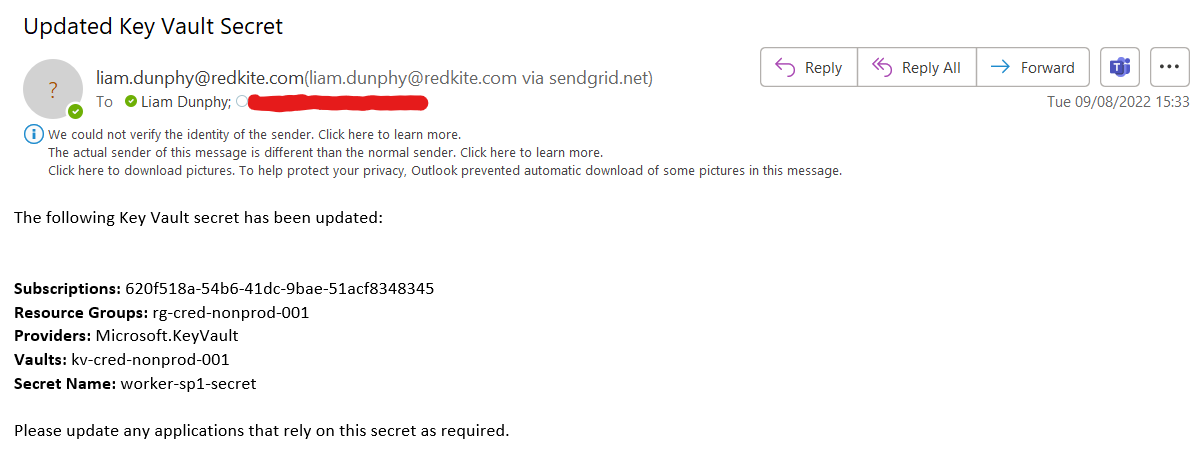 Updated Key Vault Secret
?
liam.dunphy@redkite.com(liam.dunphy@redkite.com via sendgrid.net)
To Liam Dunphy;
Reply
Reply All
Forward
Tue 09/08/2022 15:33
We could not verify the identity of the sender. Click here to learn more.
The actual sender of this message is different than the normal sender. Click here to learn more.
Click here to download pictures. To help protect your privacy, Outlook prevented automatic download of some pictures in this message.
The following Key Vault secret has been updated:
Subscriptions: 620f518a-54b6-41dc-9bae-51acf8348345
Resource Groups: rg-cred-nonprod-001
Providers: Microsoft.KeyVault
Vaults: kv-cred-nonprod-001
Secret Name: worker-sp1-secret
Please update any applications that rely on this secret as required.